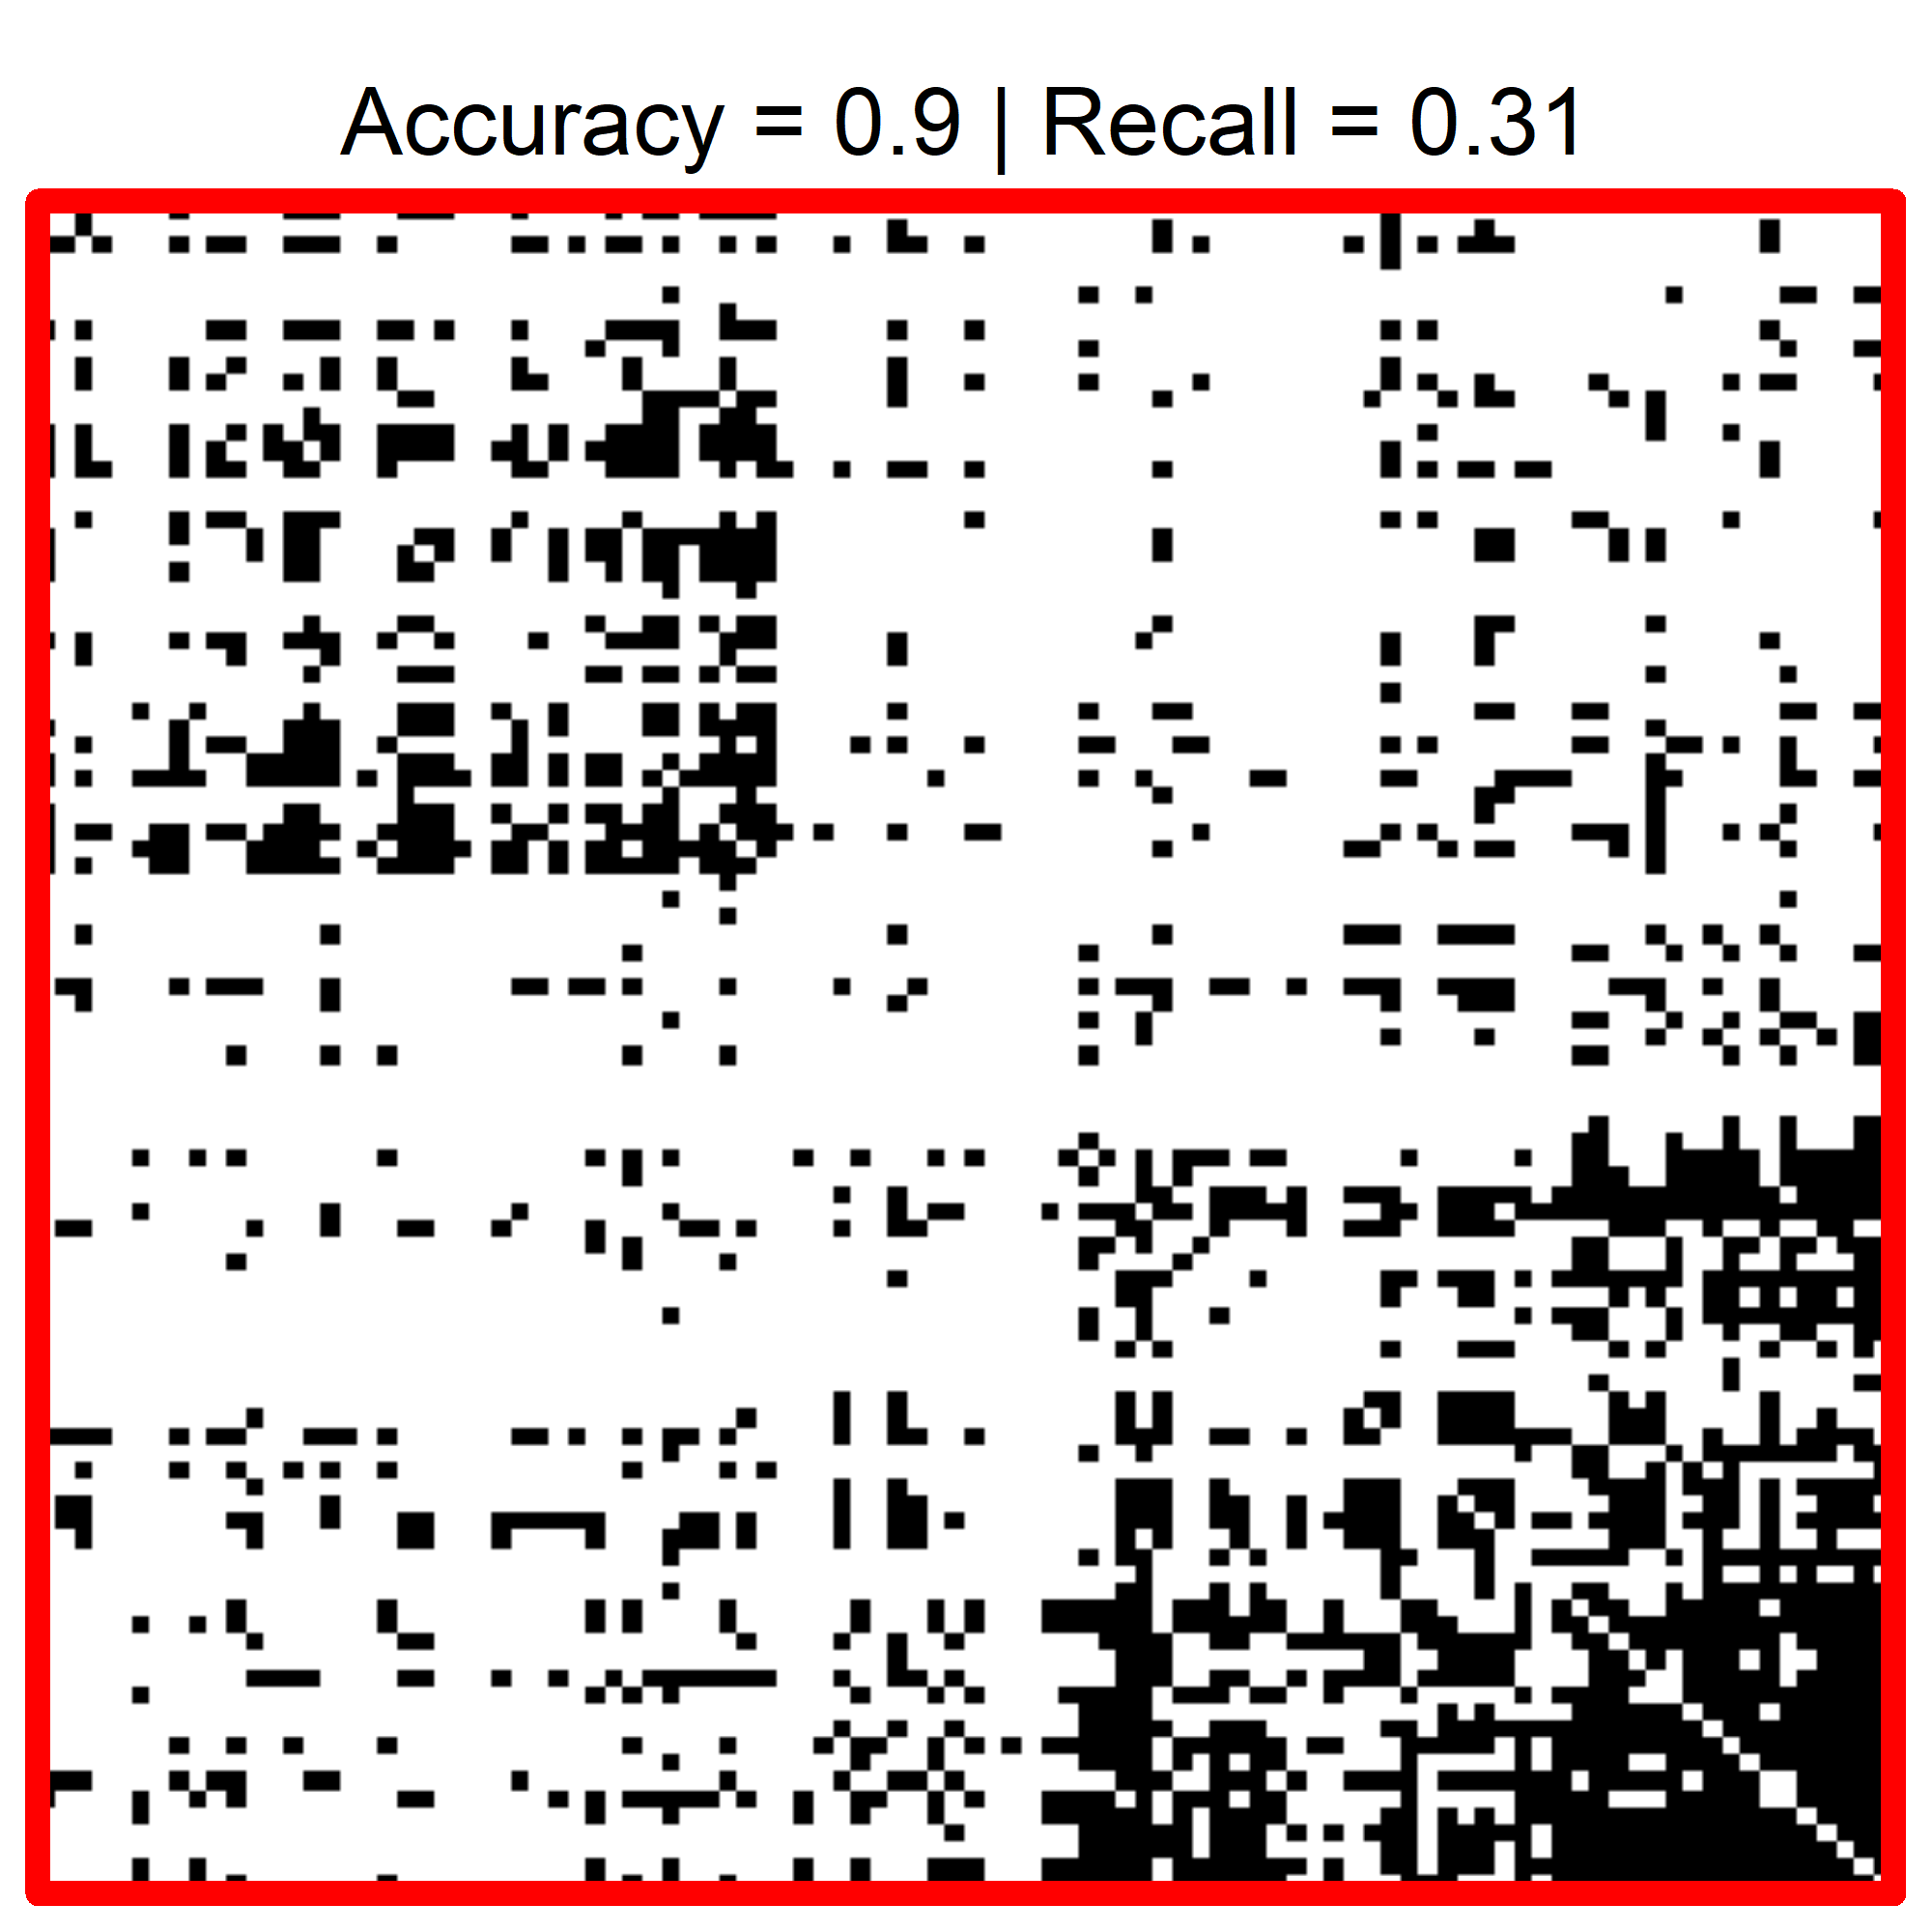 Accuracy = 0.9 | Recall = 0.31